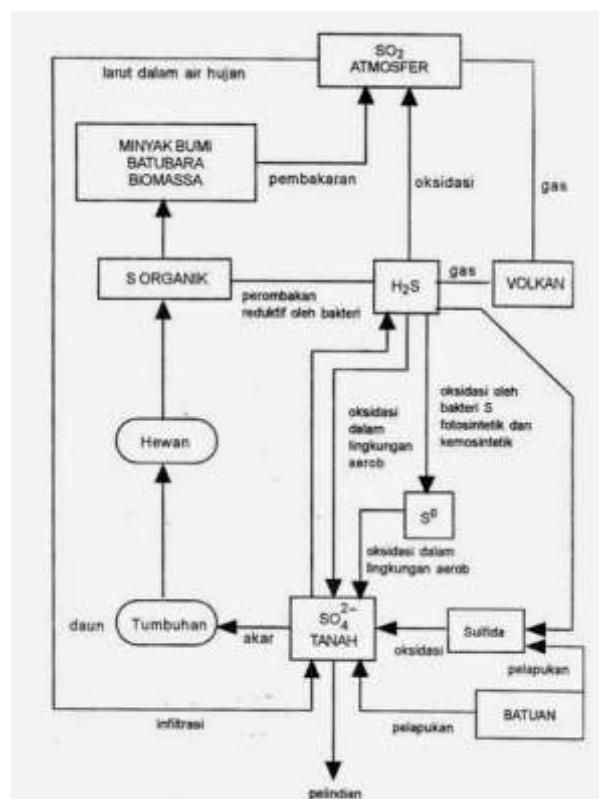 SO₂
ATMOSFER
larut dalam air hujan
MINYAK BUMI
BATUBARA
BIOMASSA
pembakaran
oksidasi
gas
S ORGANIK
H₂S
gas
VOLKAN
perombakan
reduktif oleh bakteri
oksidasi
dalam
lingkungan
aerob
oksidasi oleh
bakteri S
fotosintetik dan
kemosintetik
Hewan
S⁰
oksidasi dalam
lingkungan aerob
daun
Tumbuhan
akar
SO₄²⁻
TANAH
oksidasi
Sulfida
pelapukan
infiltrasi
pelapukan
BATUAN
pelindian